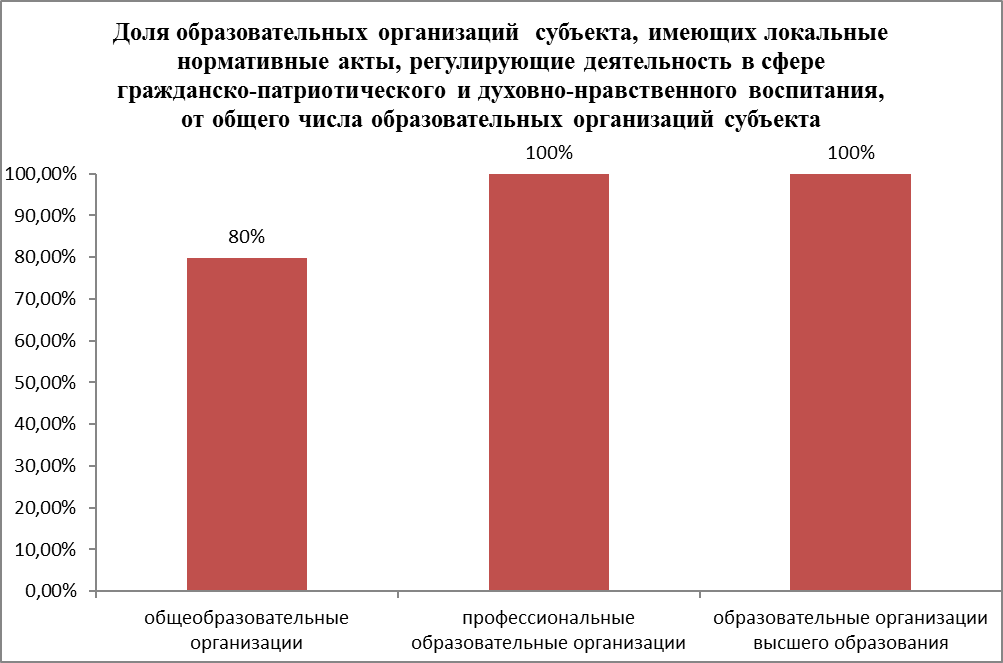 Доля образовательных организаций субъекта, имеющих локальные
нормативные акты, регулирующие деятельность в сфере
гражданско-патриотического и духовно-нравственного воспитания,
от общего числа образовательных организаций субъекта
100%
100%
80%
100,00%
90,00%
80,00%
70,00%
60,00%
50,00%
40,00%
30,00%
20,00%
10,00%
0,00%
общеобразовательные
организации
профессиональные
образовательные организации
образовательные организации
высшего образования